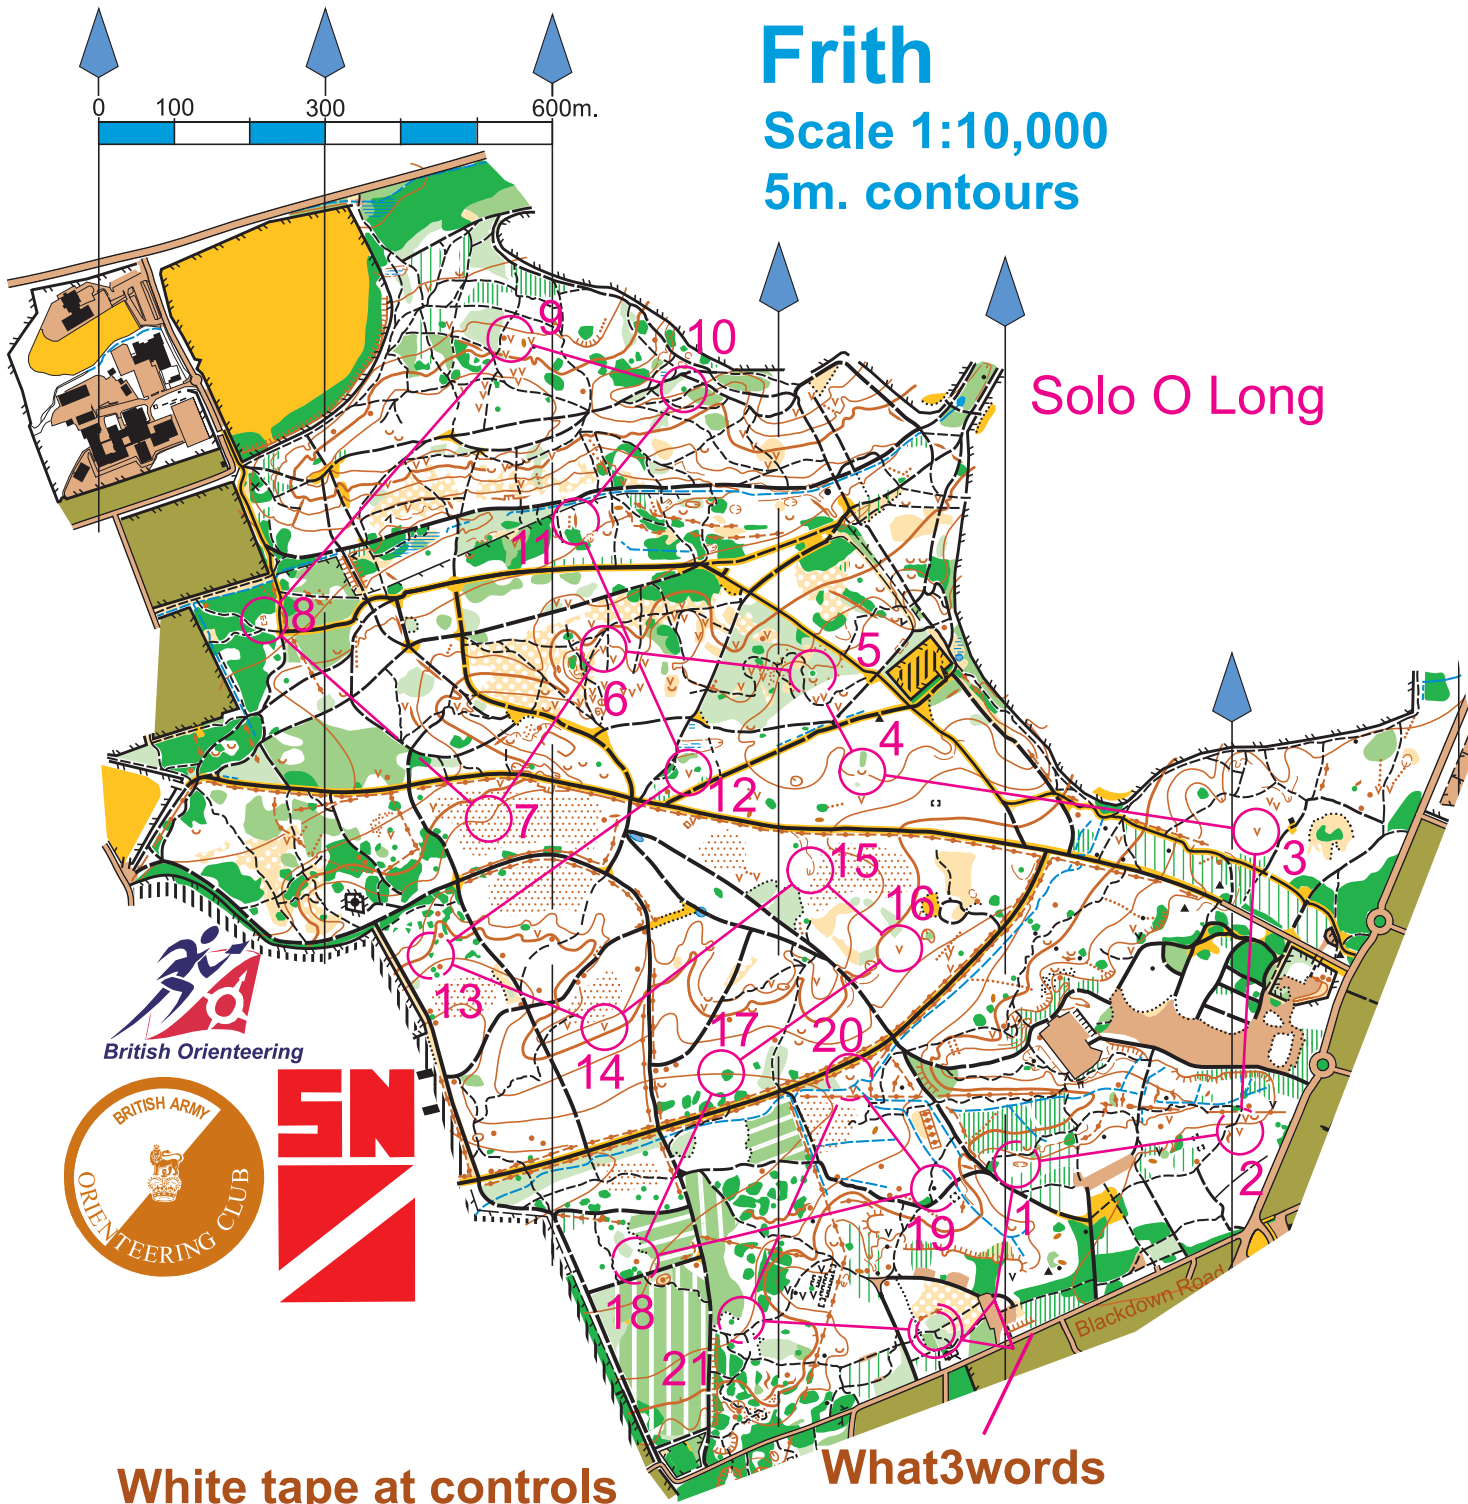 Frith
Scale 1:10,000
5m. contours
0
100
300
600m.
Solo O Long
9
10
11
8
5
6
4
7
12
3
15
16
13
14
17
20
2
1
19
18
21
British Orienteering
BRITISH ARMY
ORIENTEERING CLUB
SN
Blackdown Road
What3words
White tape at controls